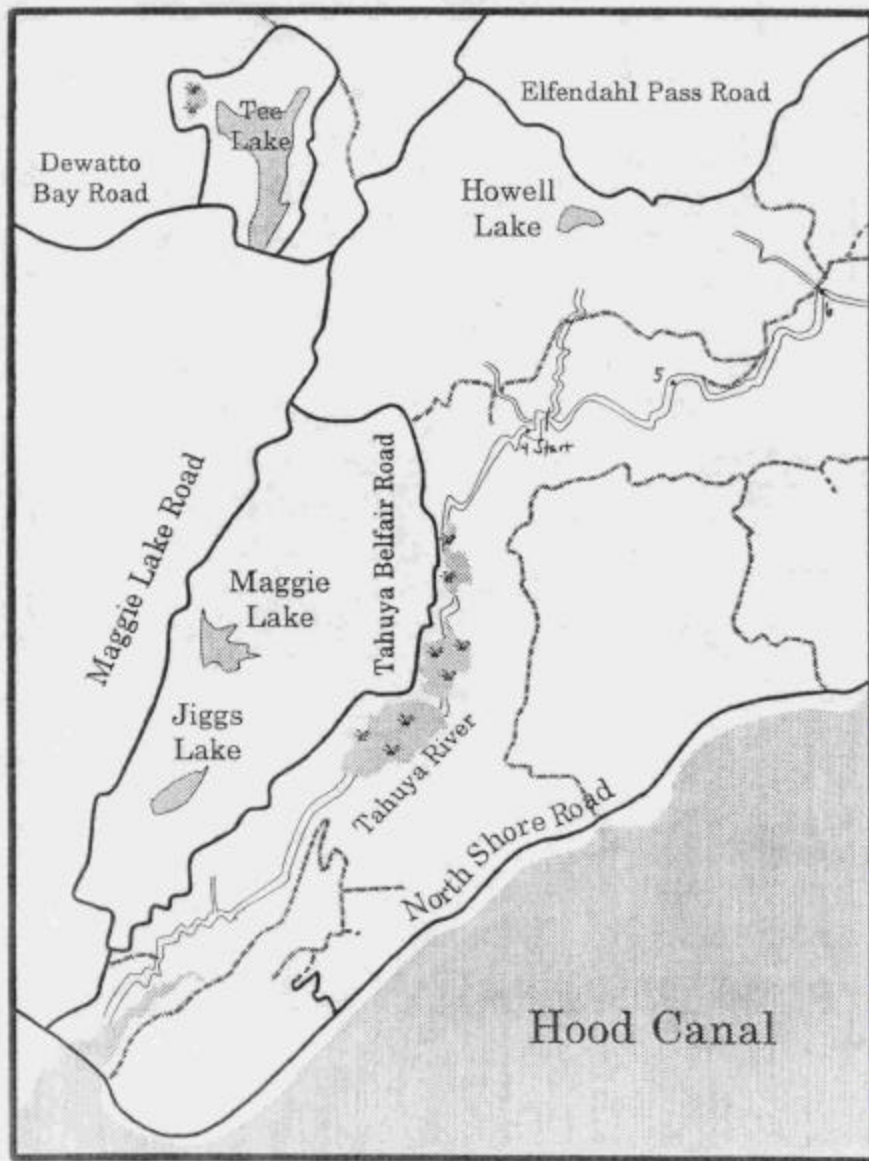 Elfendahl Pass Road
Tee
Lake
Dewatto
Bay Road
Howell
Lake
6
5
4 Start
Maggie Lake Road
Tahuya Belfair Road
Maggie
Lake
Jiggs
Lake
Tahuya River
North Shore Road
Hood Canal